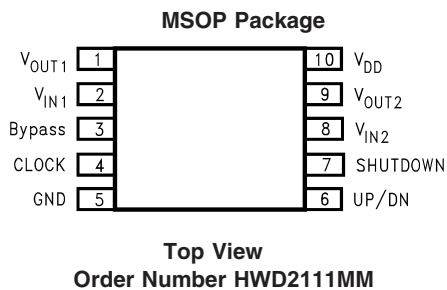 MSOP Package
VOUT1 1 10 VDD
VIN1 2 9 VOUT2
Bypass 3 8 VIN2
CLOCK 4 7 SHUTDOWN
GND 5 6 UP/DN
Top View
Order Number HWD2111MM